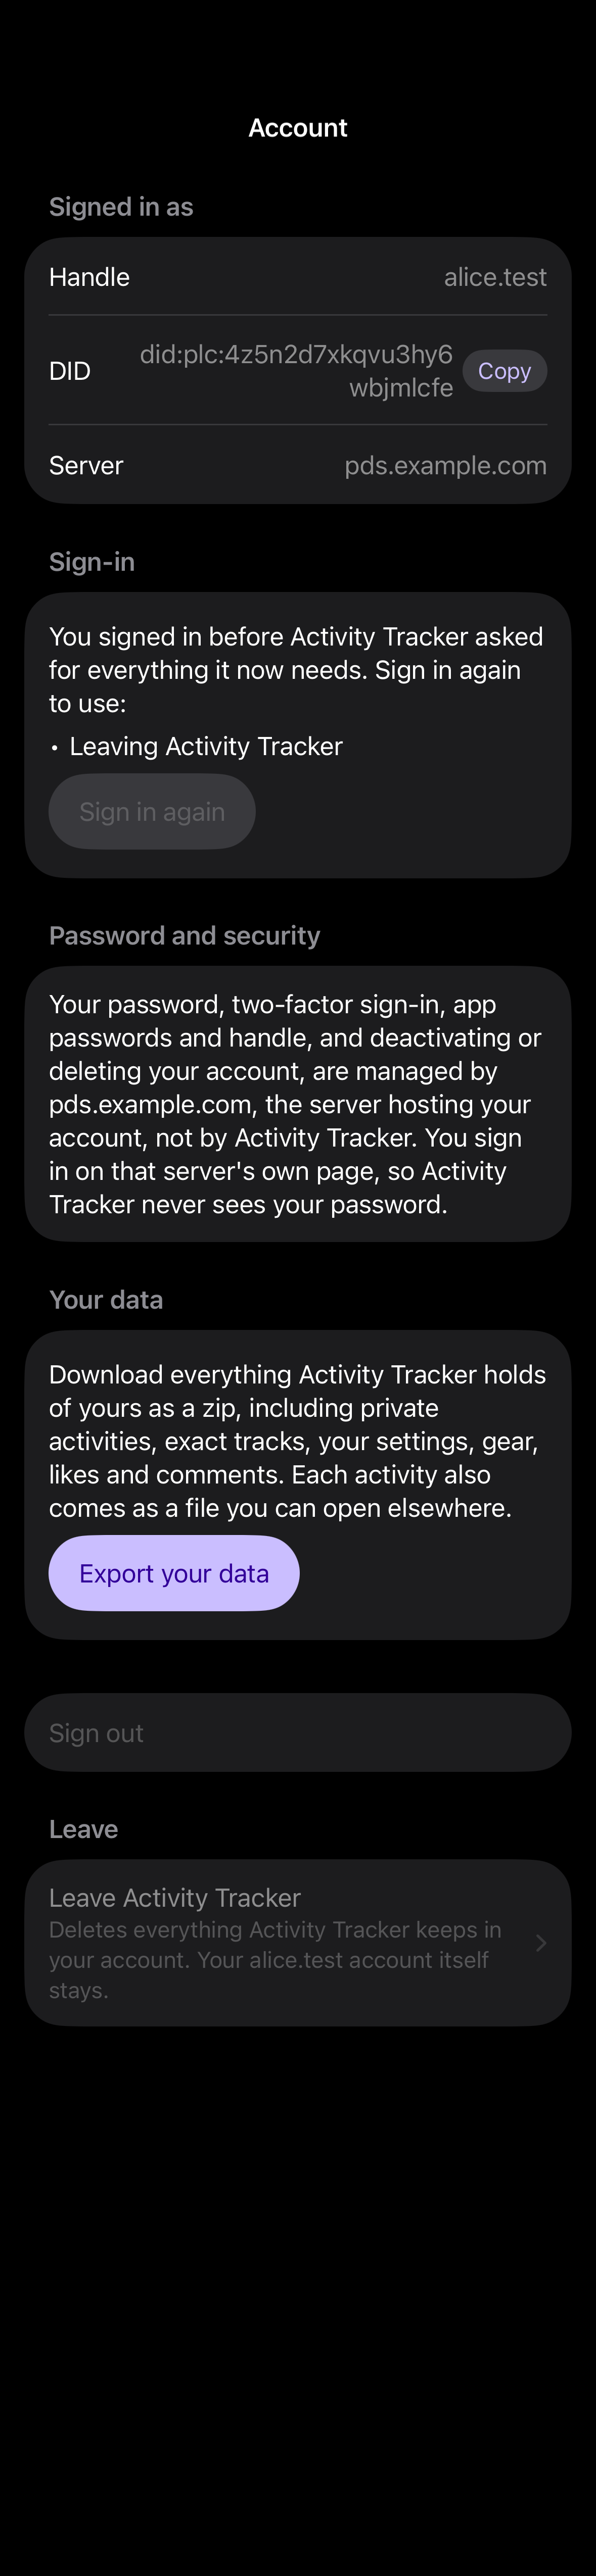 Account
Signed in as
Handle
alice.test
DID
did:plc:4z5n2d7xkqvu3hy6
wbjmlcfe
Copy
Server
pds.example.com
Sign-in
You signed in before Activity Tracker asked
for everything it now needs. Sign in again
to use:
• Leaving Activity Tracker
Sign in again
Password and security
Your password, two-factor sign-in, app
passwords and handle, and deactivating or
deleting your account, are managed by
pds.example.com, the server hosting your
account, not by Activity Tracker. You sign
in on that server's own page, so Activity
Tracker never sees your password.
Your data
Download everything Activity Tracker holds
of yours as a zip, including private
activities, exact tracks, your settings, gear,
likes and comments. Each activity also
comes as a file you can open elsewhere.
Export your data
Sign out
Leave
Leave Activity Tracker
Deletes everything Activity Tracker keeps in
your account. Your alice.test account itself
stays.